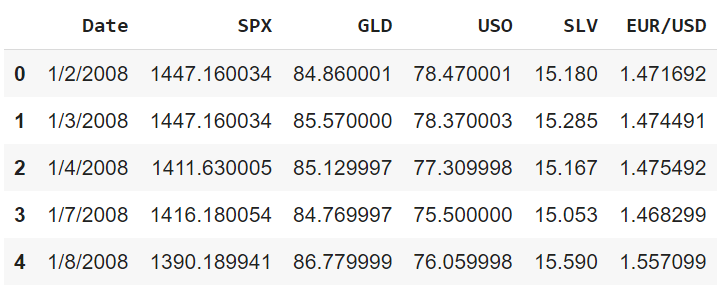 Date SPX GLD USO SLV EUR/USD
0 1/2/2008 1447.160034 84.860001 78.470001 15.180 1.471692
1 1/3/2008 1447.160034 85.570000 78.370003 15.285 1.474491
2 1/4/2008 1411.630005 85.129997 77.309998 15.167 1.475492
3 1/7/2008 1416.180054 84.769997 75.500000 15.053 1.468299
4 1/8/2008 1390.189941 86.779999 76.059998 15.590 1.557099